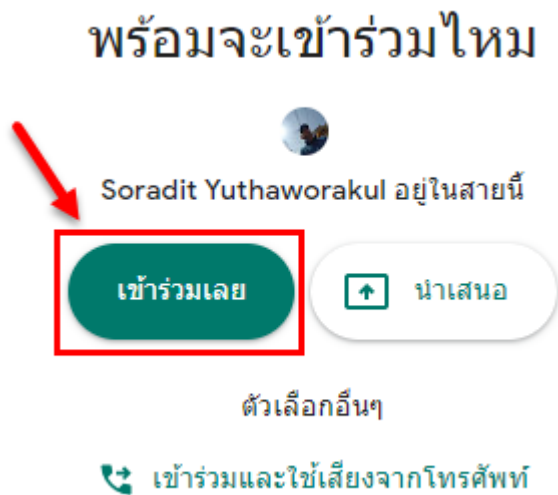 พร้อมจะเข้าร่วมไหม
Soradit Yuthaworakul อยู่ในสายนี้
เข้าร่วมเลย นำเสนอ
ตัวเลือกอื่นๆ
เข้าร่วมและใช้เสียงจากโทรศัพท์